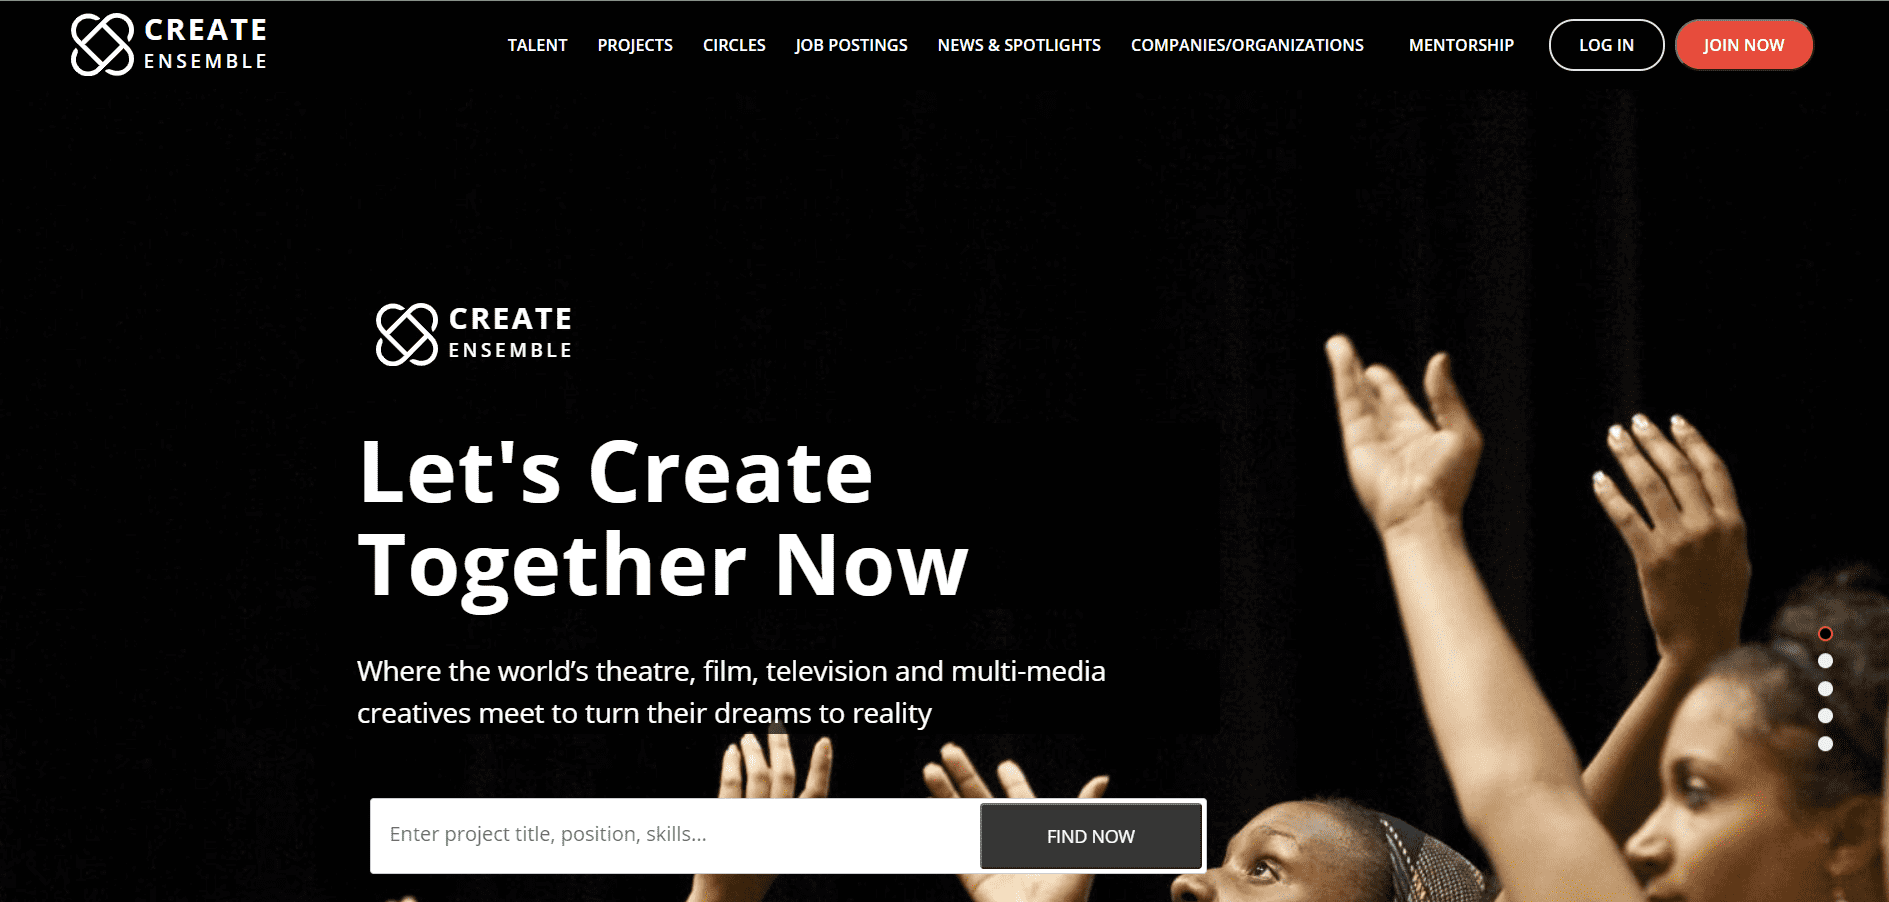 CREATE
ENSEMBLE
TALENT PROJECTS CIRCLES JOB POSTINGS NEWS & SPOTLIGHTS COMPANIES/ORGANIZATIONS MENTORSHIP LOG IN JOIN NOW
CREATE
ENSEMBLE
Let's Create
Together Now
Where the world’s theatre, film, television and multi-media
creatives meet to turn their dreams to reality
Enter project title, position, skills... FIND NOW